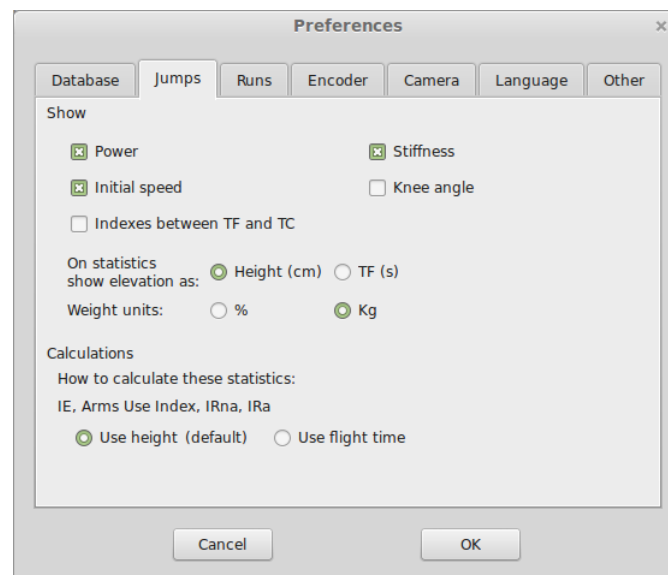 Preferences
Database Jumps Runs Encoder Camera Language Other
Show
Power Stiffness
Initial speed Knee angle
Indexes between TF and TC
On statistics
show elevation as: Height (cm) TF (s)
Weight units: % Kg
Calculations
How to calculate these statistics:
IE, Arms Use Index, IRna, IRa
Use height (default) Use flight time
Cancel OK